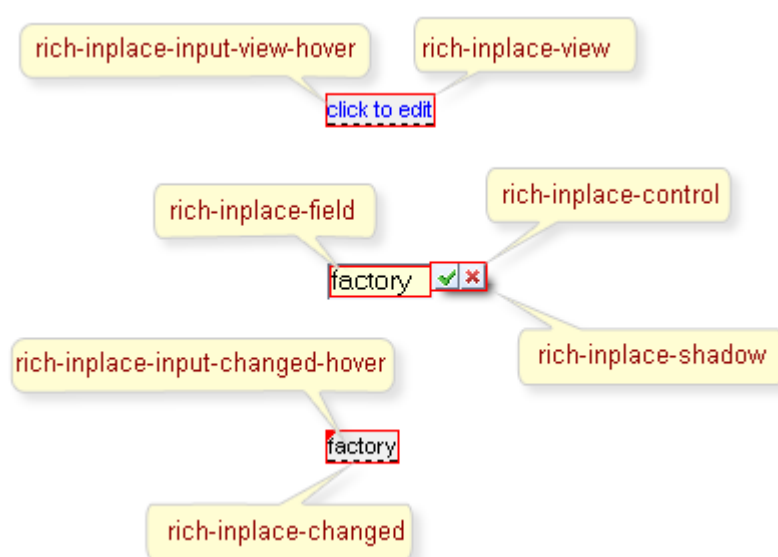 rich-inplace-input-view-hover
rich-inplace-view
click to edit
rich-inplace-control
rich-inplace-field
factory
rich-inplace-shadow
rich-inplace-input-changed-hover
factory
rich-inplace-changed